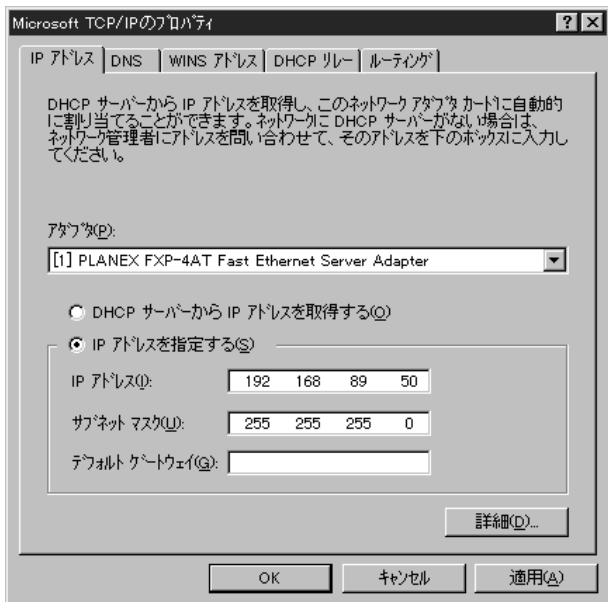 Microsoft TCP/IPのプロパティ
IP アドレス DNS WINS アドレス DHCP リレー ルーティング
DHCP サーバーから IP アドレスを取得し、このネットワーク アダプタ カードに自動的
に割り当てることができます。ネットワークに DHCP サーバーがない場合は、
ネットワーク管理者にアドレスを問い合わせて、そのアドレスを下のボックスに入力し
てください。
アダプタ(P):
[1] PLANEX FXP-4AT Fast Ethernet Server Adapter
DHCP サーバーから IP アドレスを取得する(O)
IP アドレスを指定する(S)
IP アドレス(I): 192 168 89 50
サブネット マスク(U): 255 255 255 0
デフォルト ゲートウェイ(G):
詳細(D)...
OK キャンセル 適用(A)